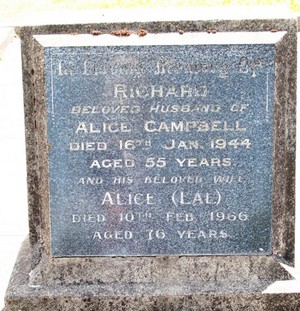 In Loving Memory Of
RICHARD
BELOVED HUSBAND OF
ALICE CAMPBELL
DIED 16TH JAN. 1944
AGED 55 YEARS.
AND HIS BELOVED WIFE
ALICE (LAL)
DIED 10TH FEB. 1966
AGED 76 YEARS.